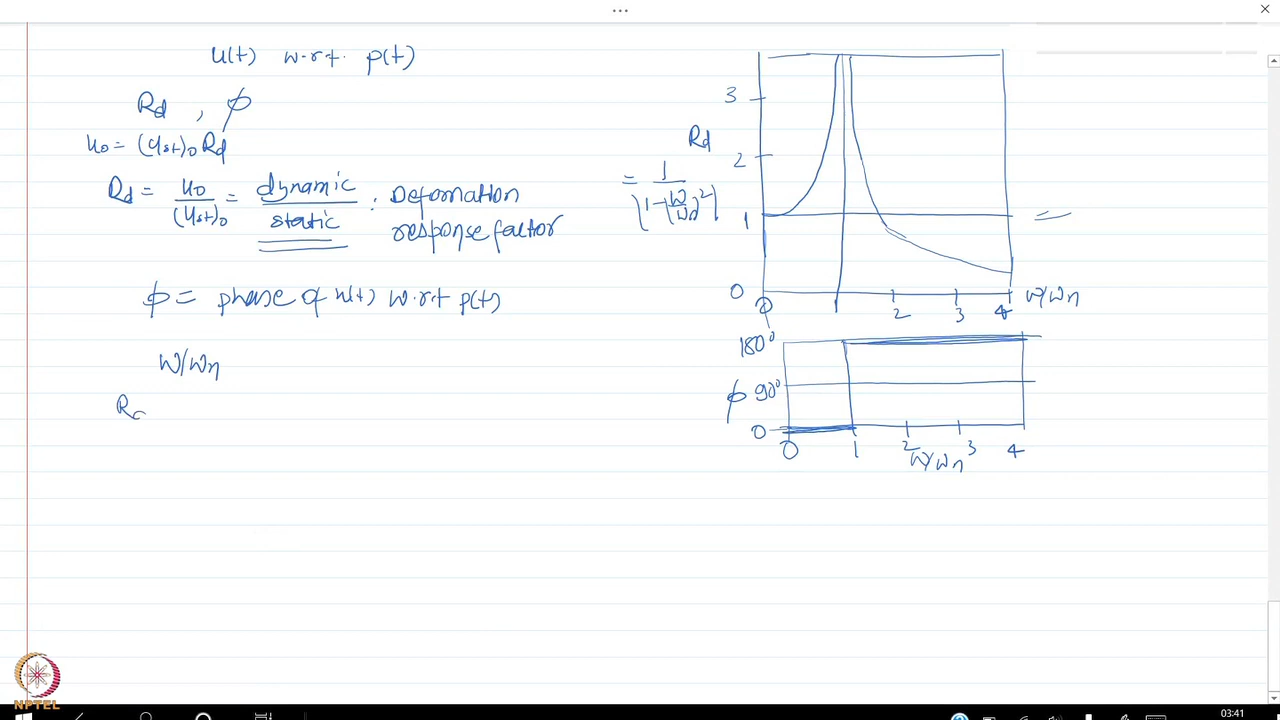 u(t) w.r.t. p(t)
Rd , ϕ
u0 = (ust)0 Rd
Rd = u0/(ust)0 = dynamic/static : Deformation response factor
ϕ = phase of u(t) w.r.t p(t)
ω/ωn
Rd
3
2
1
0
Rd
= 1/|1-(ω/ωn)2|
0 1 2 3 4 ω/ωn
180°
ϕ 90°
0
0 1 2 3 4
ω/ωn
NPTEL
03:41